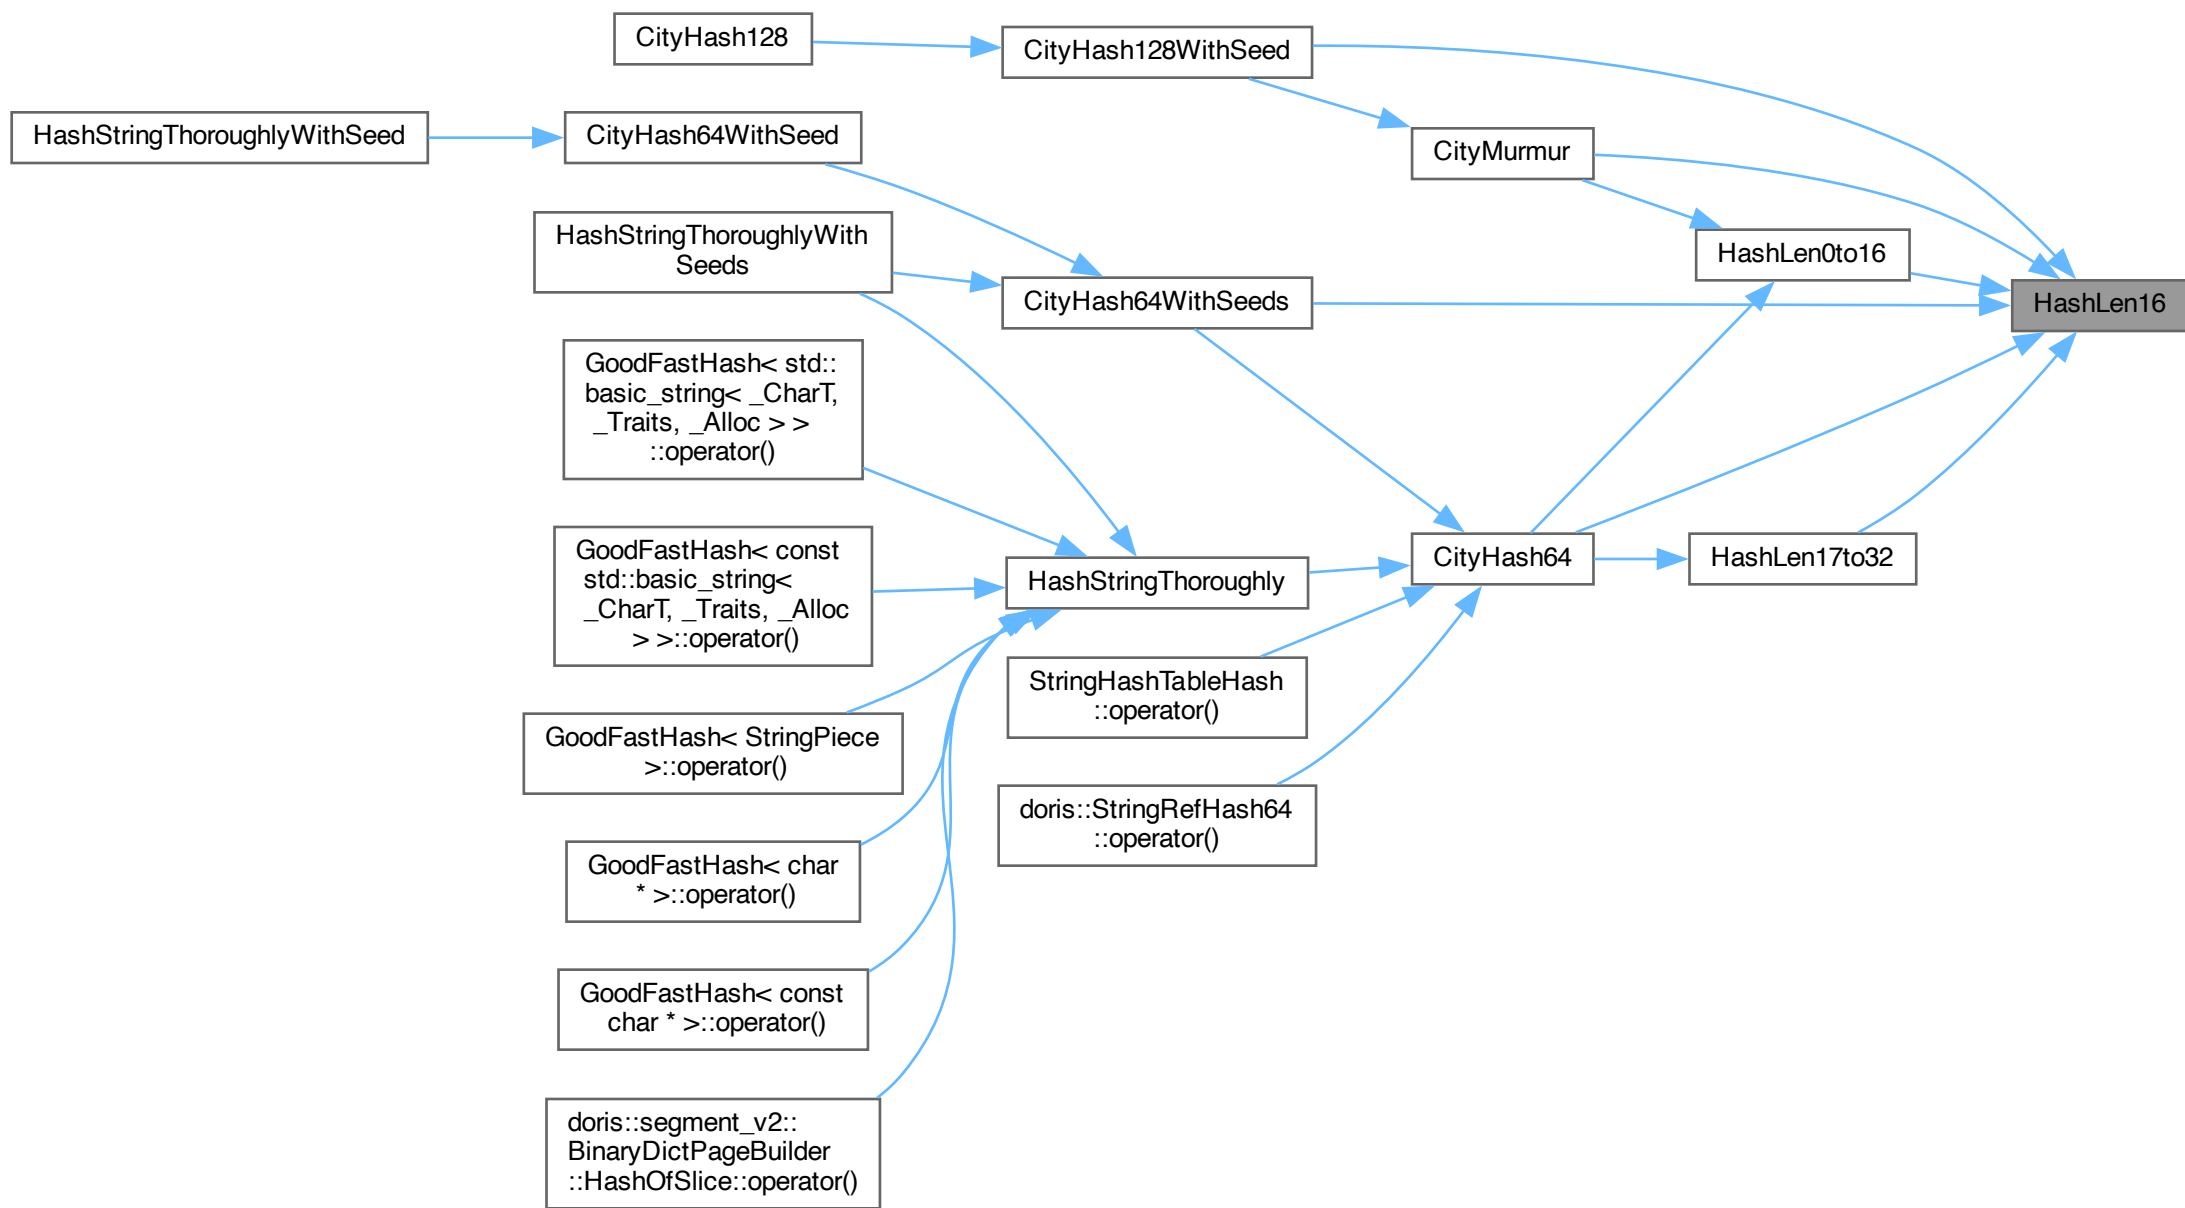 CityHash128
CityHash128WithSeed
HashStringThoroughlyWithSeed
CityHash64WithSeed
CityMurmur
HashStringThoroughlyWith
Seeds
HashLen0to16
CityHash64WithSeeds
HashLen16
GoodFastHash< std::
basic_string< _CharT,
_Traits, _Alloc > >
::operator()
GoodFastHash< const
std::basic_string<
_CharT, _Traits, _Alloc
> >::operator()
HashStringThoroughly
CityHash64
HashLen17to32
StringHashTableHash
::operator()
GoodFastHash< StringPiece
>::operator()
doris::StringRefHash64
::operator()
GoodFastHash< char
* >::operator()
GoodFastHash< const
char * >::operator()
doris::segment_v2::
BinaryDictPageBuilder
::HashOfSlice::operator()